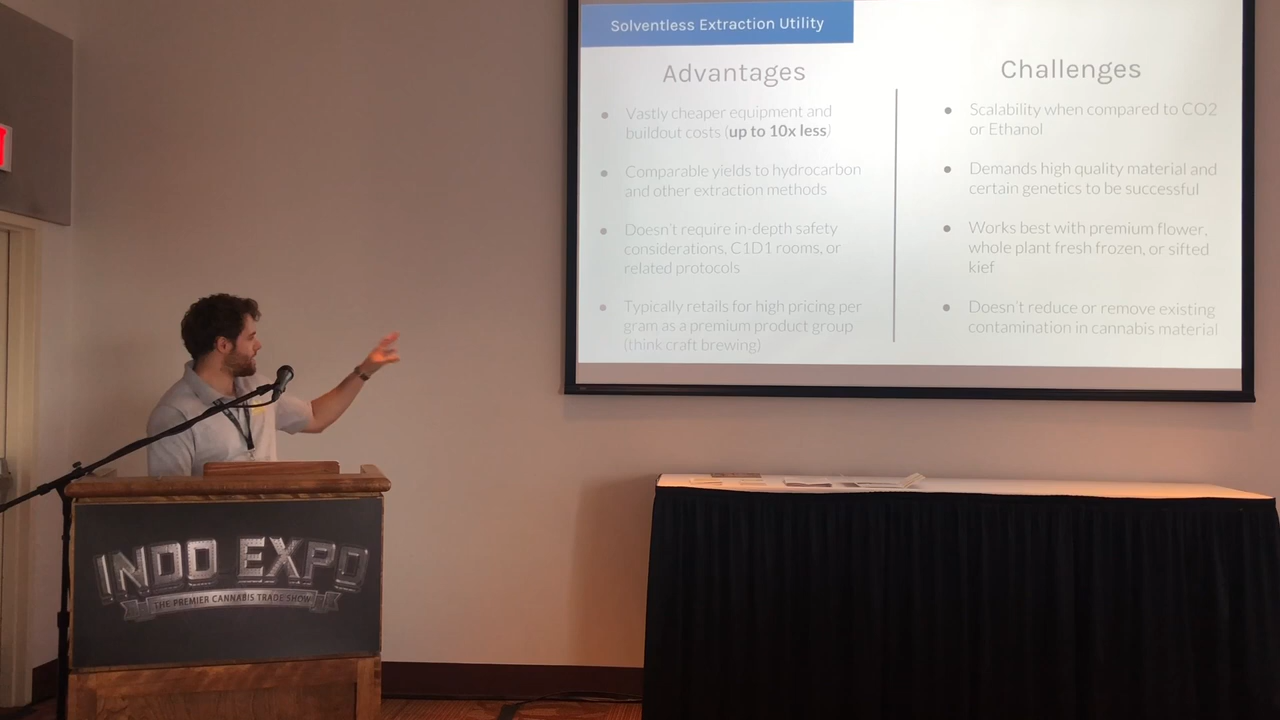 Solventless Extraction Utility
Advantages
Vastly cheaper equipment and
buildout costs (up to 10x less)
Comparable yields to hydrocarbon
and other extraction methods
Doesn't require in-depth safety
considerations, C1D1 rooms, or
related protocols
Typically retails for high pricing per
gram as a premium product group
(think craft brewing)
Challenges
Scalability when compared to CO2
or Ethanol
Demands high quality material and
certain genetics to be successful
Works best with premium flower,
whole plant fresh frozen, or sifted
kief
Doesn't reduce or remove existing
contamination in cannabis material
INDO EXPO
THE PREMIER CANNABIS TRADE SHOW